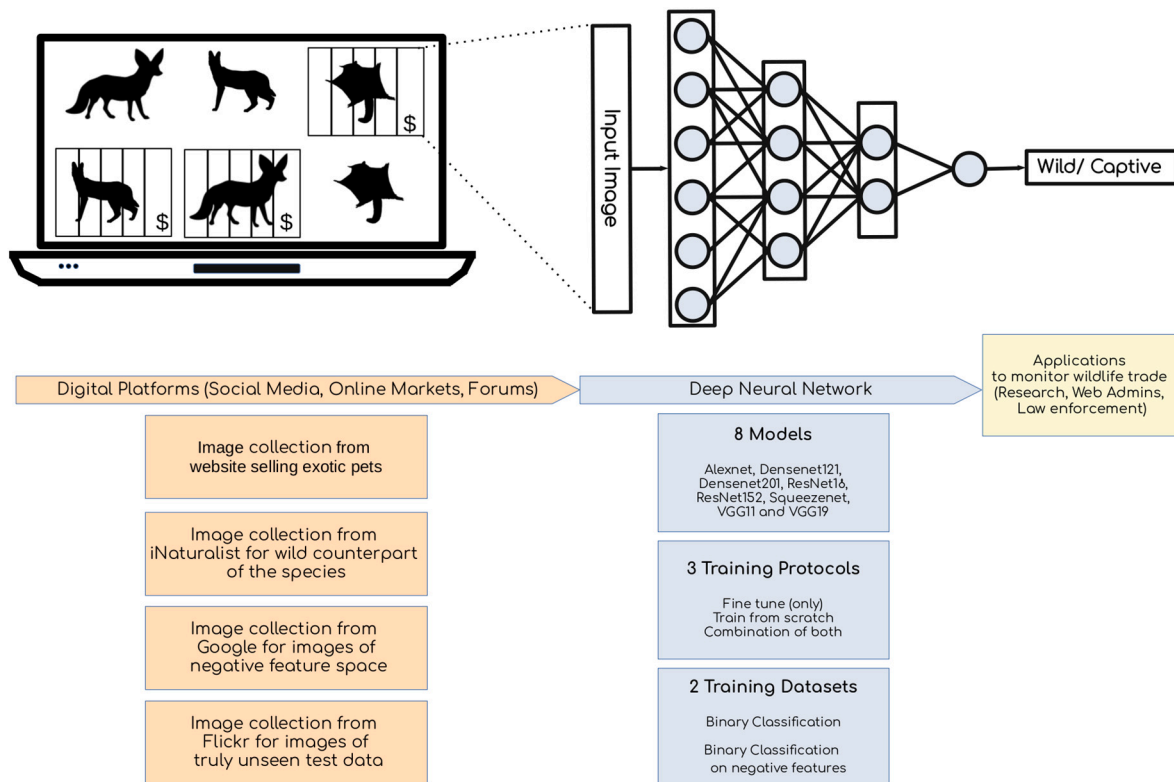 $
$
$
Input Image
Wild/ Captive
Digital Platforms (Social Media, Online Markets, Forums)
Deep Neural Network
Applications
to monitor wildlife trade
(Research, Web Admins,
Law enforcement)
Image collection from
website selling exotic pets
Image collection from
iNaturalist for wild counterpart
of the species
Image collection from
Google for images of
negative feature space
Image collection from
Flickr for images of
truly unseen test data
8 Models
Alexnet, Densenet121,
Densenet201, ResNet16,
ResNet152, Squeezenet,
VGG11 and VGG19
3 Training Protocols
Fine tune (only)
Train from scratch
Combination of both
2 Training Datasets
Binary Classification
Binary Classification
on negative features